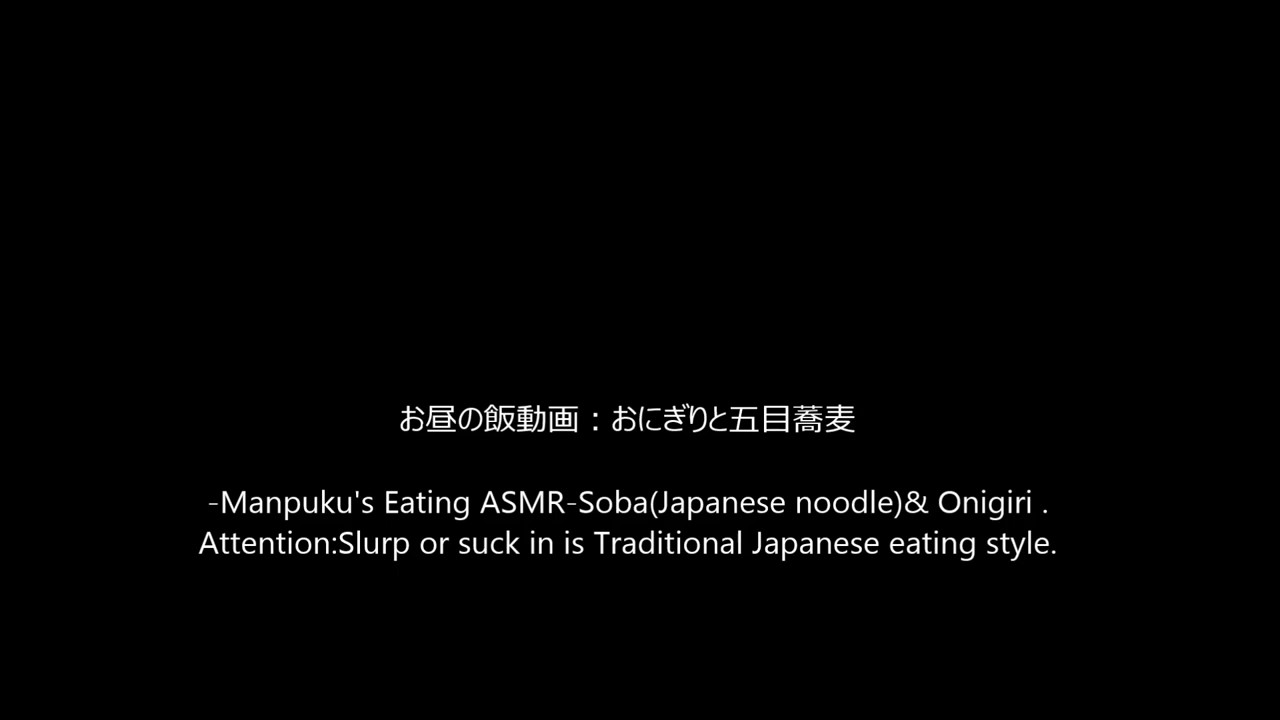 お昼の飯動画：おにぎりと五目蕎麦
-Manpuku's Eating ASMR-Soba(Japanese noodle)& Onigiri .
Attention:Slurp or suck in is Traditional Japanese eating style.